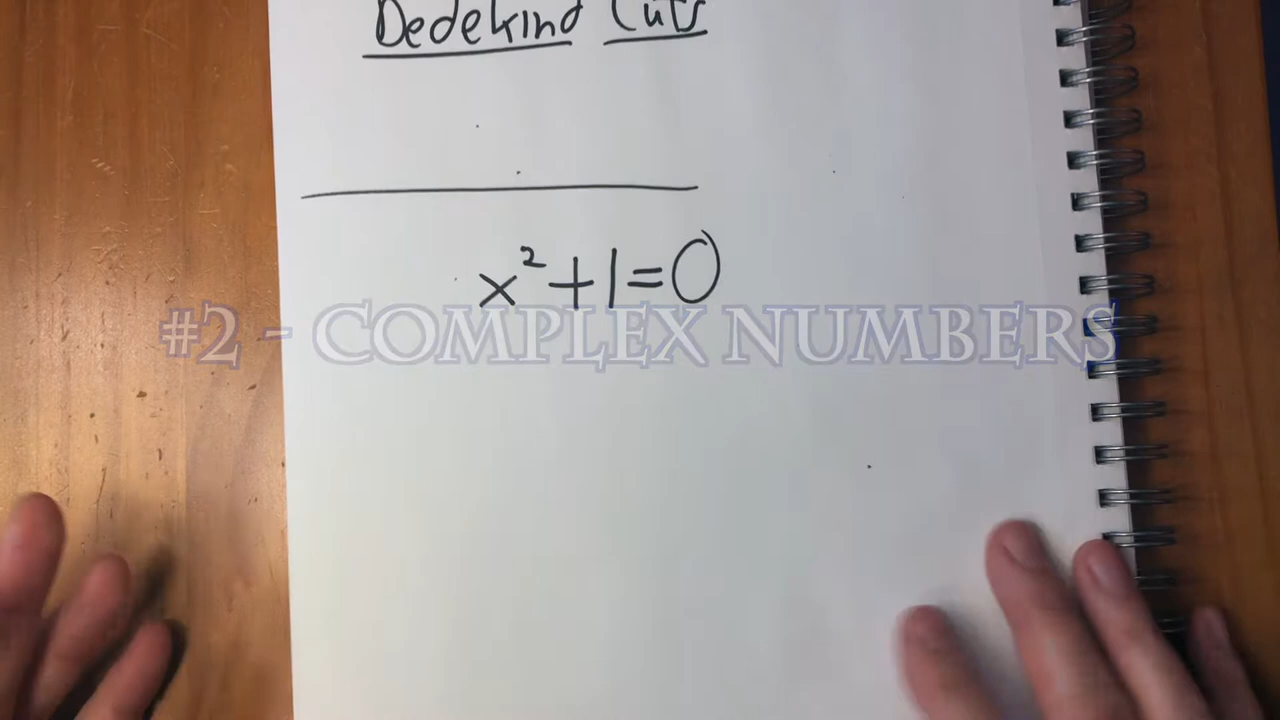 Dedekind Cuts
x²+1=0
#2 - COMPLEX NUMBERS